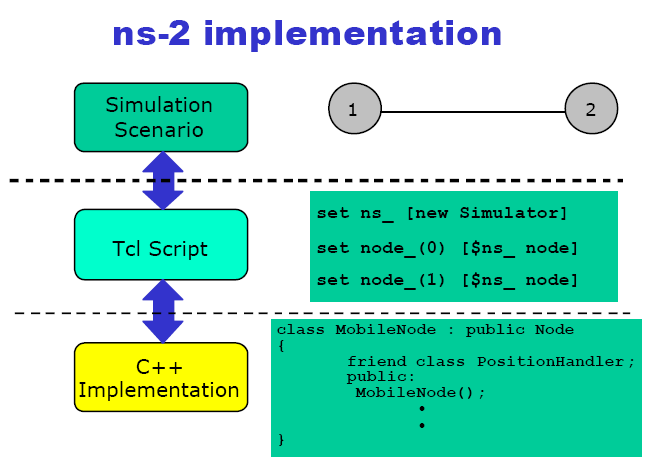 ns-2 implementation
Simulation
Scenario
1
2
Tcl Script
set ns_ [new Simulator]
set node_(0) [$ns_ node]
set node_(1) [$ns_ node]
C++
Implementation
class MobileNode : public Node
{
friend class PositionHandler;
public:
MobileNode();
•
•
}